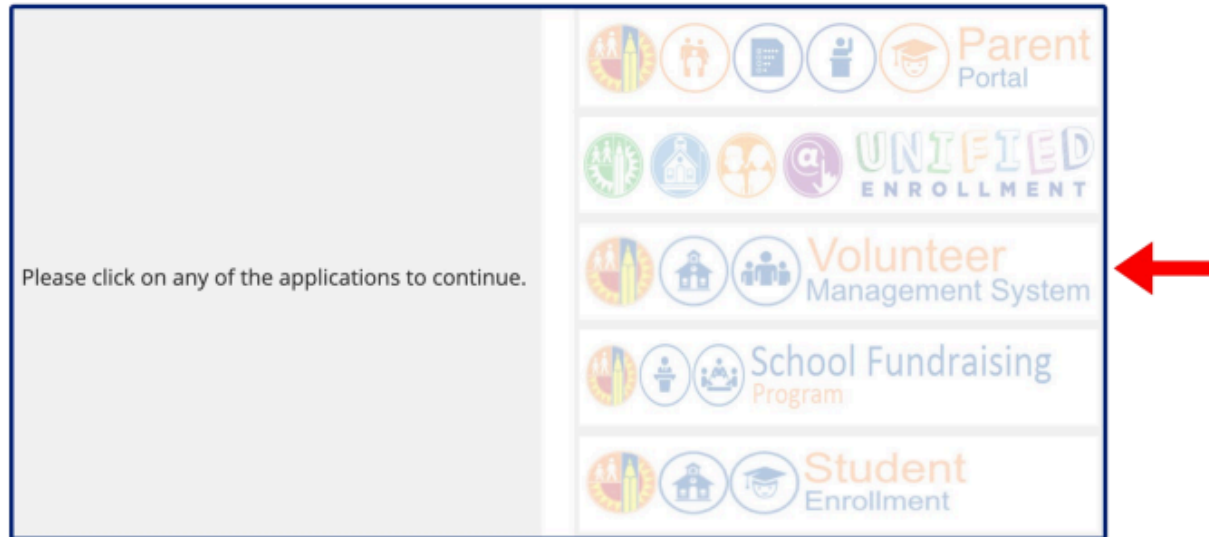 Please click on any of the applications to continue.
Parent
Portal
UNIFIED
ENROLLMENT
Volunteer
Management System
School Fundraising
Program
Student
Enrollment